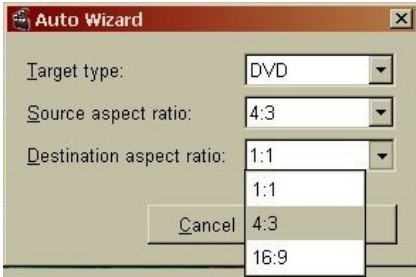 Auto Wizard
Target type: DVD
Source aspect ratio: 4:3
Destination aspect ratio: 1:1
1:1
Cancel 4:3
16:9